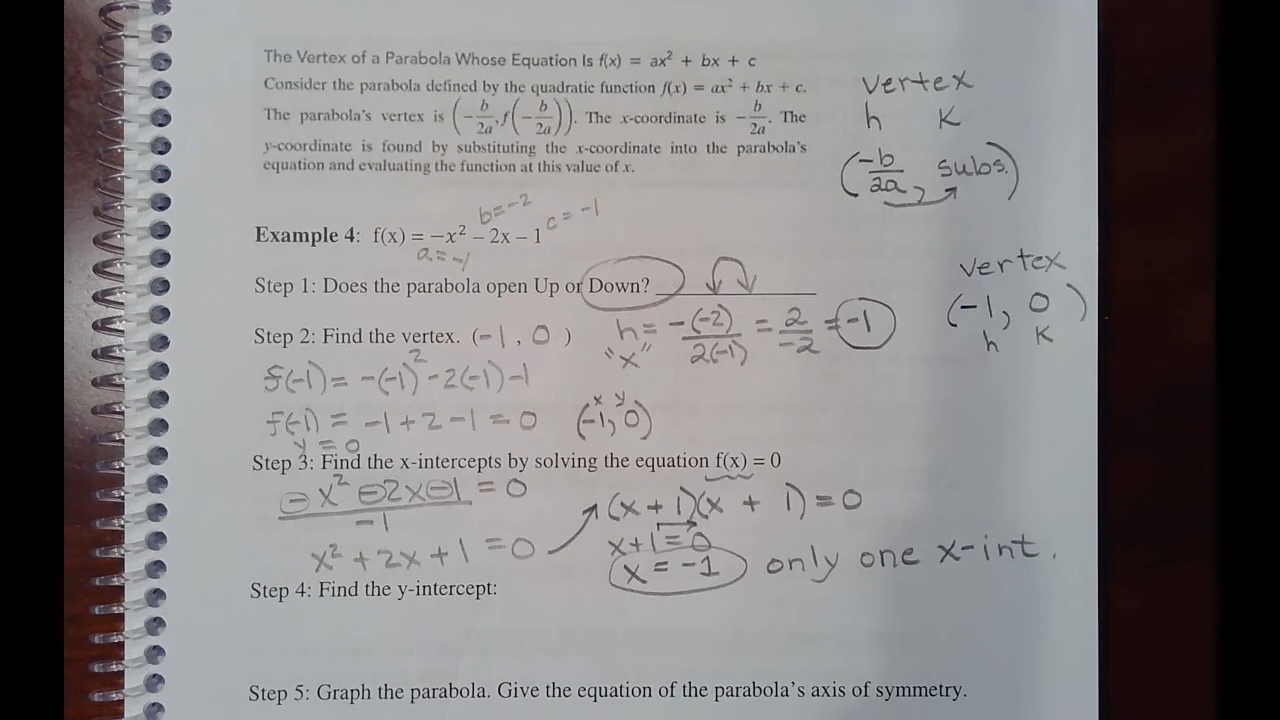 The Vertex of a Parabola Whose Equation Is f(x) = ax² + bx + c
Consider the parabola defined by the quadratic function f(x) = ax² + bx + c.
The parabola's vertex is (-b/2a, f(-b/2a)). The x-coordinate is -b/2a. The
y-coordinate is found by substituting the x-coordinate into the parabola's
equation and evaluating the function at this value of x.
vertex
h K
(-b/2a, subs.)
b=-2
c=-1
Example 4: f(x) = −x² − 2x − 1
a=-1
Step 1: Does the parabola open Up or Down?
vertex
(-1, 0)
h K
Step 2: Find the vertex. (-1, 0)
h = -(-2)/2(-1) = 2/-2 = -1
"x"
f(-1) = -(-1)² -2(-1) -1
f(-1) = -1+2-1=0
x y
(-1, 0)
y = 0
Step 3: Find the x-intercepts by solving the equation f(x) = 0
-x² -2x -1 = 0
-1
x² + 2x + 1 = 0
(x+1)(x + 1) = 0
x+1=0
x = -1 only one x-int.
Step 4: Find the y-intercept:
Step 5: Graph the parabola. Give the equation of the parabola's axis of symmetry.